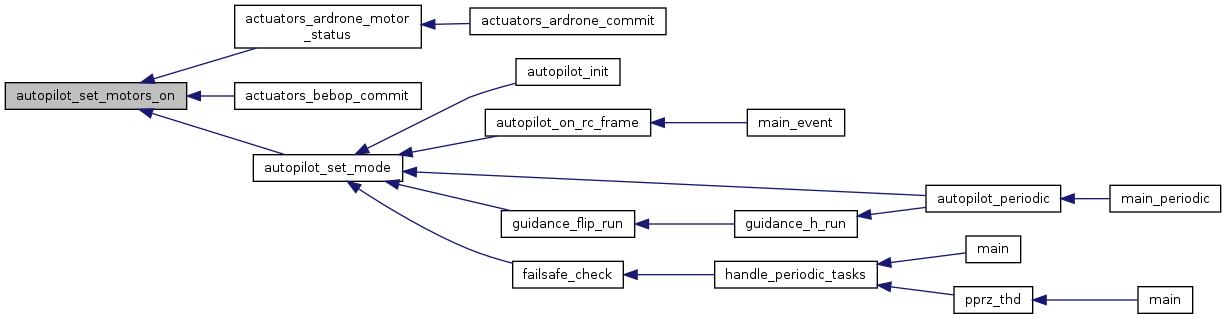 actuators_ardrone_motor
_status
actuators_ardrone_commit
autopilot_init
autopilot_set_motors_on
actuators_bebop_commit
autopilot_on_rc_frame
main_event
autopilot_set_mode
autopilot_periodic
main_periodic
guidance_flip_run
guidance_h_run
main
failsafe_check
handle_periodic_tasks
pprz_thd
main